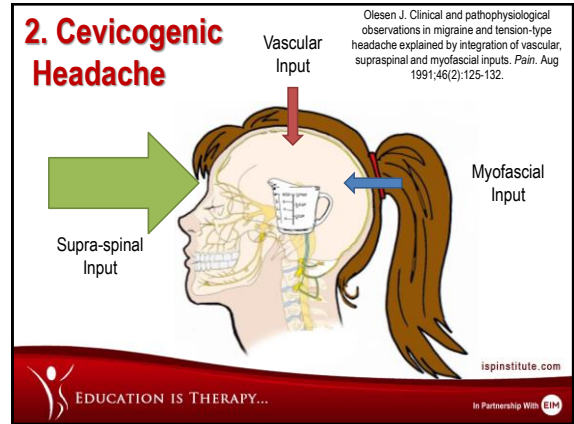 2. Cevicogenic
Headache
Vascular
Input
Olesen J. Clinical and pathophysiological
observations in migraine and tension-type
headache explained by integration of vascular,
supraspinal and myofascial inputs. Pain. Aug
1991;46(2):125-132.
Myofascial
Input
Supra-spinal
Input
ispinstitute.com
EDUCATION IS THERAPY...
In Partnership With EIM